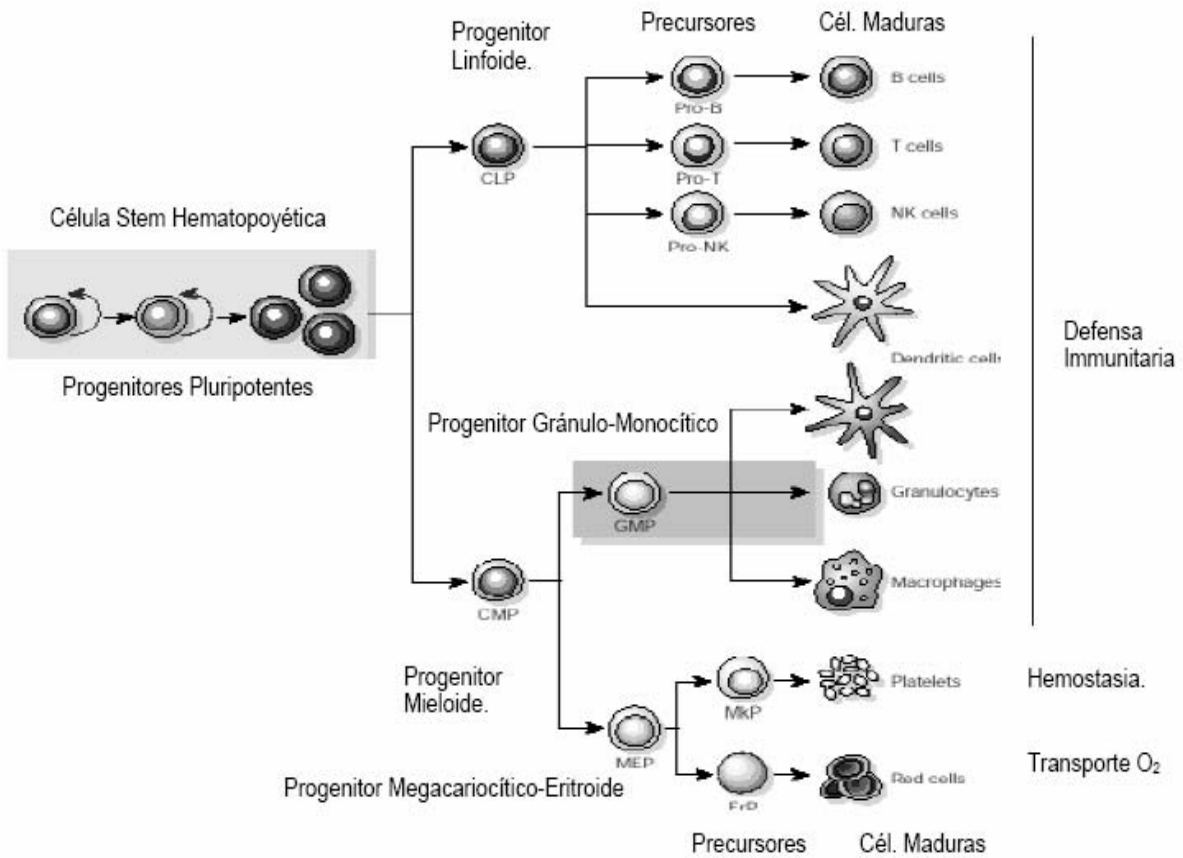 Precursores
Cél. Maduras
Progenitor
Linfoide.
B cells
Pro-B
T cells
CLP
Pro-T
Célula Stem Hematopoyética
NK cells
Pro-NK
Defensa
Immunitaria
Dendritic cells
Progenitores Pluripotentes
Progenitor Gránulo-Monocítico
Granulocytes
GMP
Macrophages
CMP
Progenitor
Mieloide.
Platelets
Hemostasia.
MkP
MEP
Transporte O₂
Red cells
Progenitor Megacariocítico-Eritroide
ErP
Precursores
Cél. Maduras